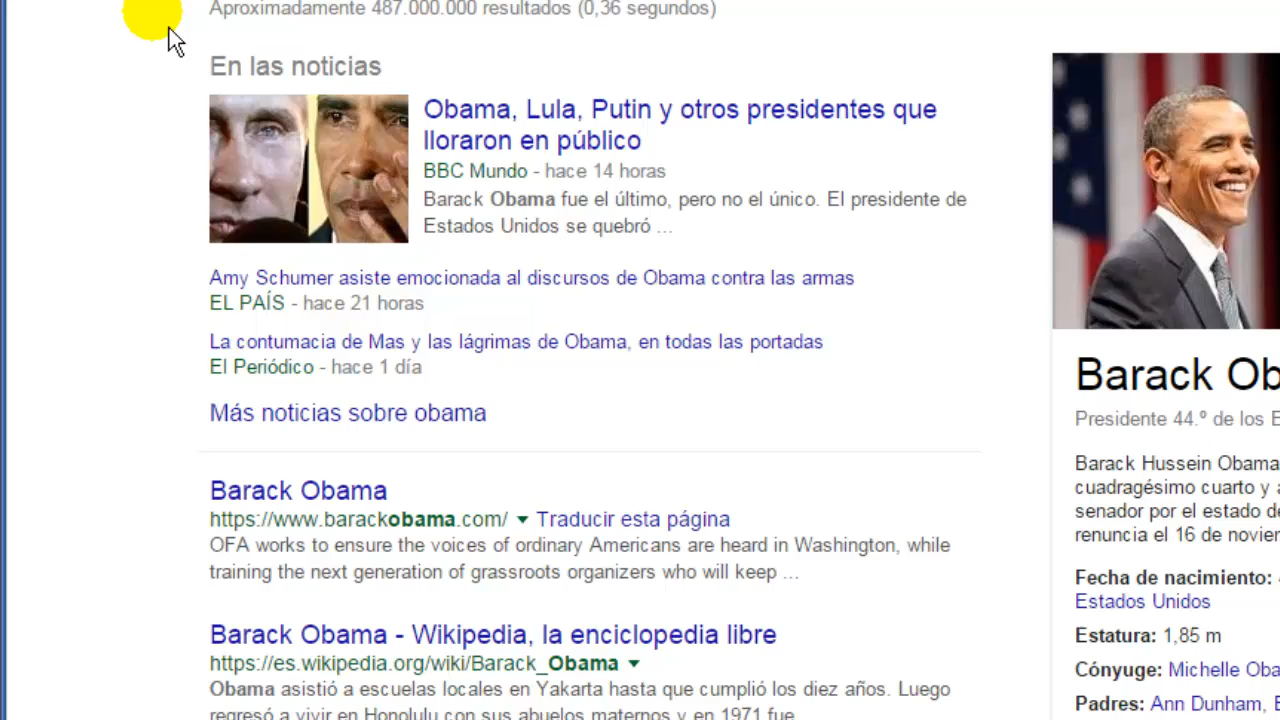 Aproximadamente 487.000.000 resultados (0,36 segundos)
En las noticias
Obama, Lula, Putin y otros presidentes que
lloraron en público
BBC Mundo - hace 14 horas
Barack Obama fue el último, pero no el único. El presidente de
Estados Unidos se quebró ...
Amy Schumer asiste emocionada al discursos de Obama contra las armas
EL PAÍS - hace 21 horas
La contumacia de Mas y las lágrimas de Obama, en todas las portadas
El Periódico - hace 1 día
Más noticias sobre obama
Barack Obama
https://www.barackobama.com/ Traducir esta página
OFA works to ensure the voices of ordinary Americans are heard in Washington, while
training the next generation of grassroots organizers who will keep ...
Barack Obama - Wikipedia, la enciclopedia libre
https://es.wikipedia.org/wiki/Barack_Obama
Obama asistió a escuelas locales en Yakarta hasta que cumplió los diez años. Luego
regresó a vivir en Honolulu con sus abuelos maternos y en 1971 fue
Barack Ob
Presidente 44.º de los E
Barack Hussein Obama
cuadragésimo cuarto y a
senador por el estado de
renuncia el 16 de novier
Fecha de nacimiento:
Estados Unidos
Estatura: 1,85 m
Cónyuge: Michelle Oba
Padres: Ann Dunham,